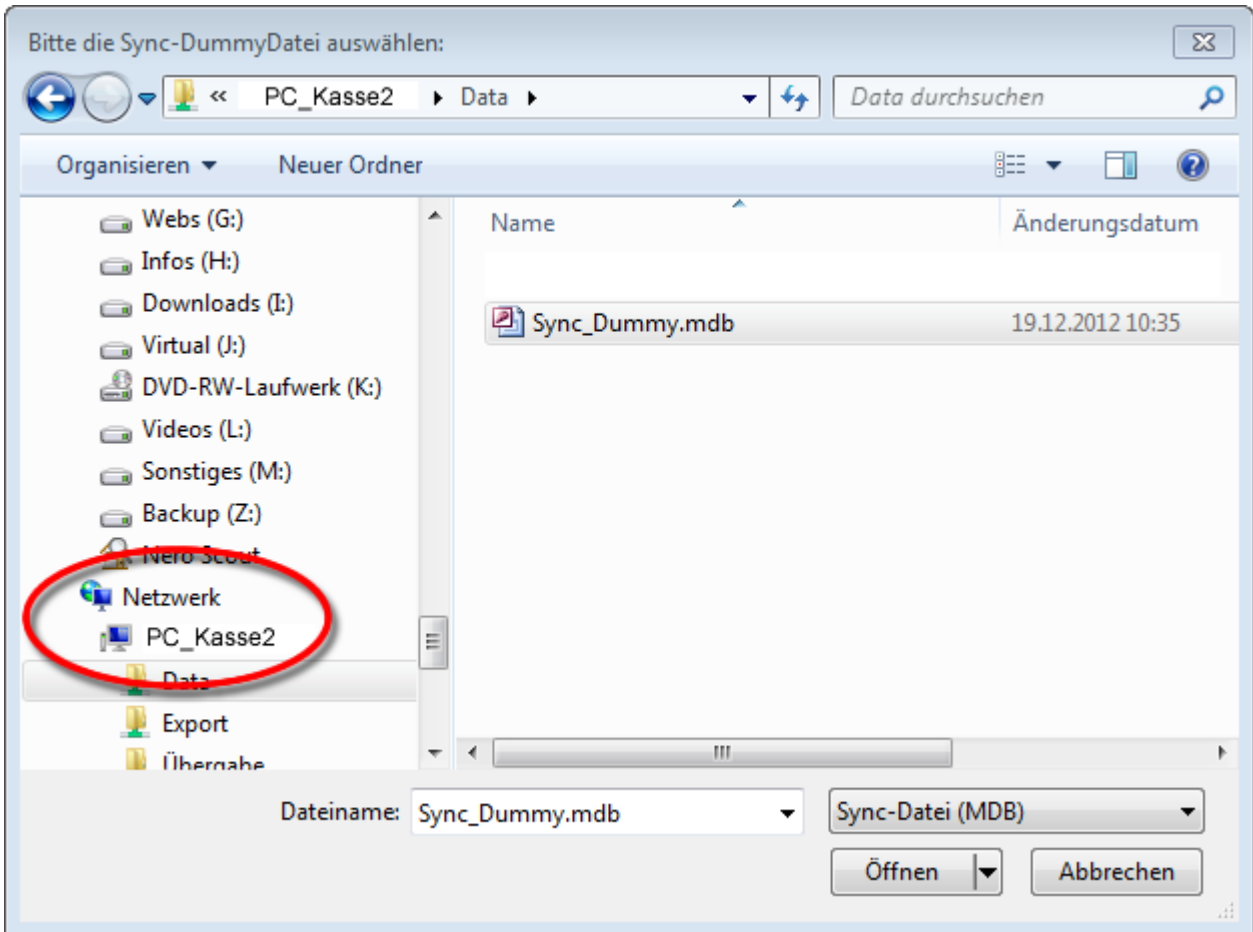 Bitte die Sync-DummyDatei auswählen:
« PC_Kasse2 Data
Data durchsuchen
Organisieren
Neuer Ordner
Webs (G:)
Infos (H:)
Downloads (I:)
Virtual (J:)
DVD-RW-Laufwerk (K:)
Videos (L:)
Sonstiges (M:)
Backup (Z:)
Nero Scout
Netzwerk
PC_Kasse2
Data
Export
Übergabe
Name
Änderungsdatum
Sync_Dummy.mdb
19.12.2012 10:35
Dateiname:
Sync_Dummy.mdb
Sync-Datei (MDB)
Öffnen
Abbrechen